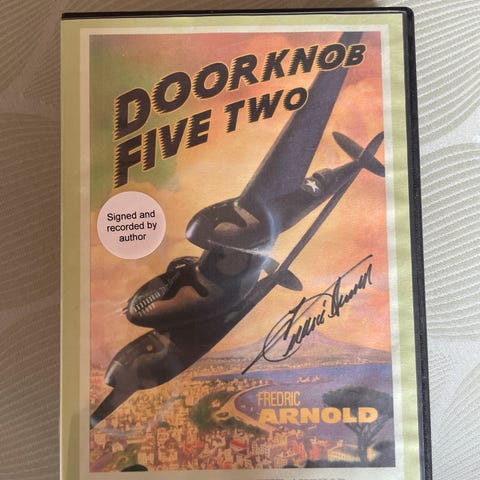 DOORKNOB
FIVE TWO
Signed and
recorded by
author
FREDRIC
ARNOLD